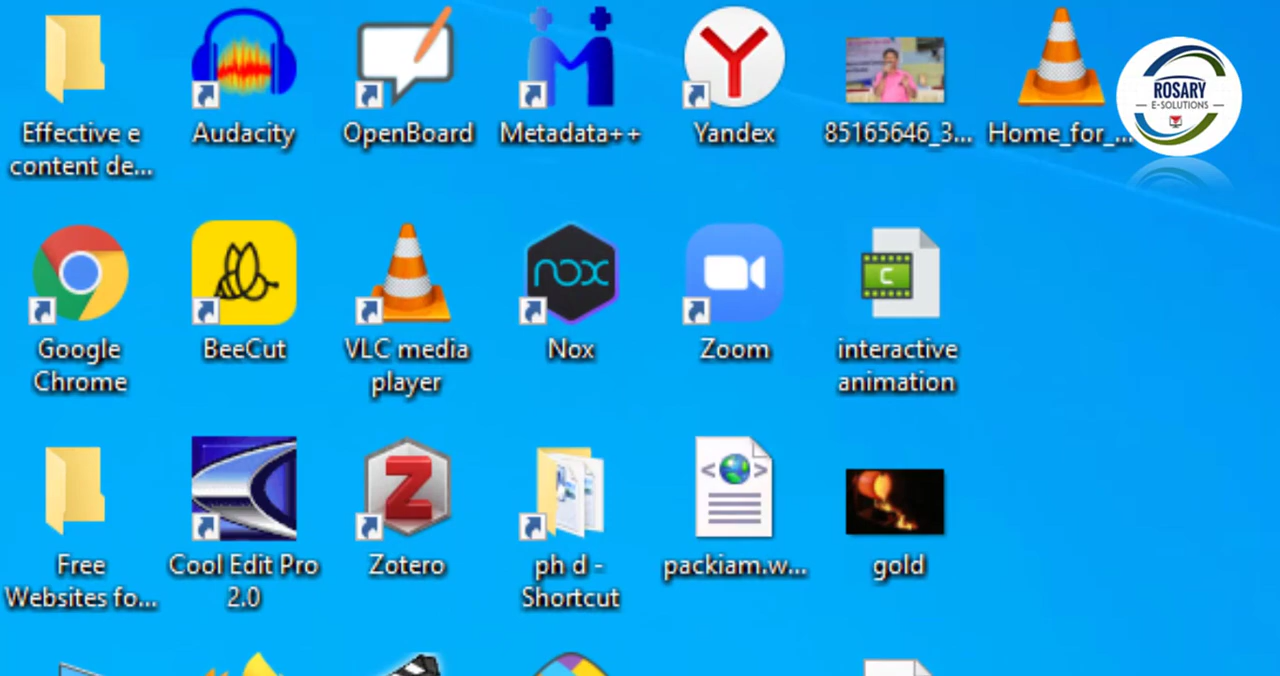 Effective e
content de...
Audacity
OpenBoard
Metadata++
Yandex
85165646_3...
Home_for_...
ROSARY
E-SOLUTIONS
Google
Chrome
BeeCut
VLC media
player
nox
Nox
Zoom
C
interactive
animation
Free
Websites fo...
Cool Edit Pro
2.0
Z
Zotero
ph d -
Shortcut
packiam.w...
gold